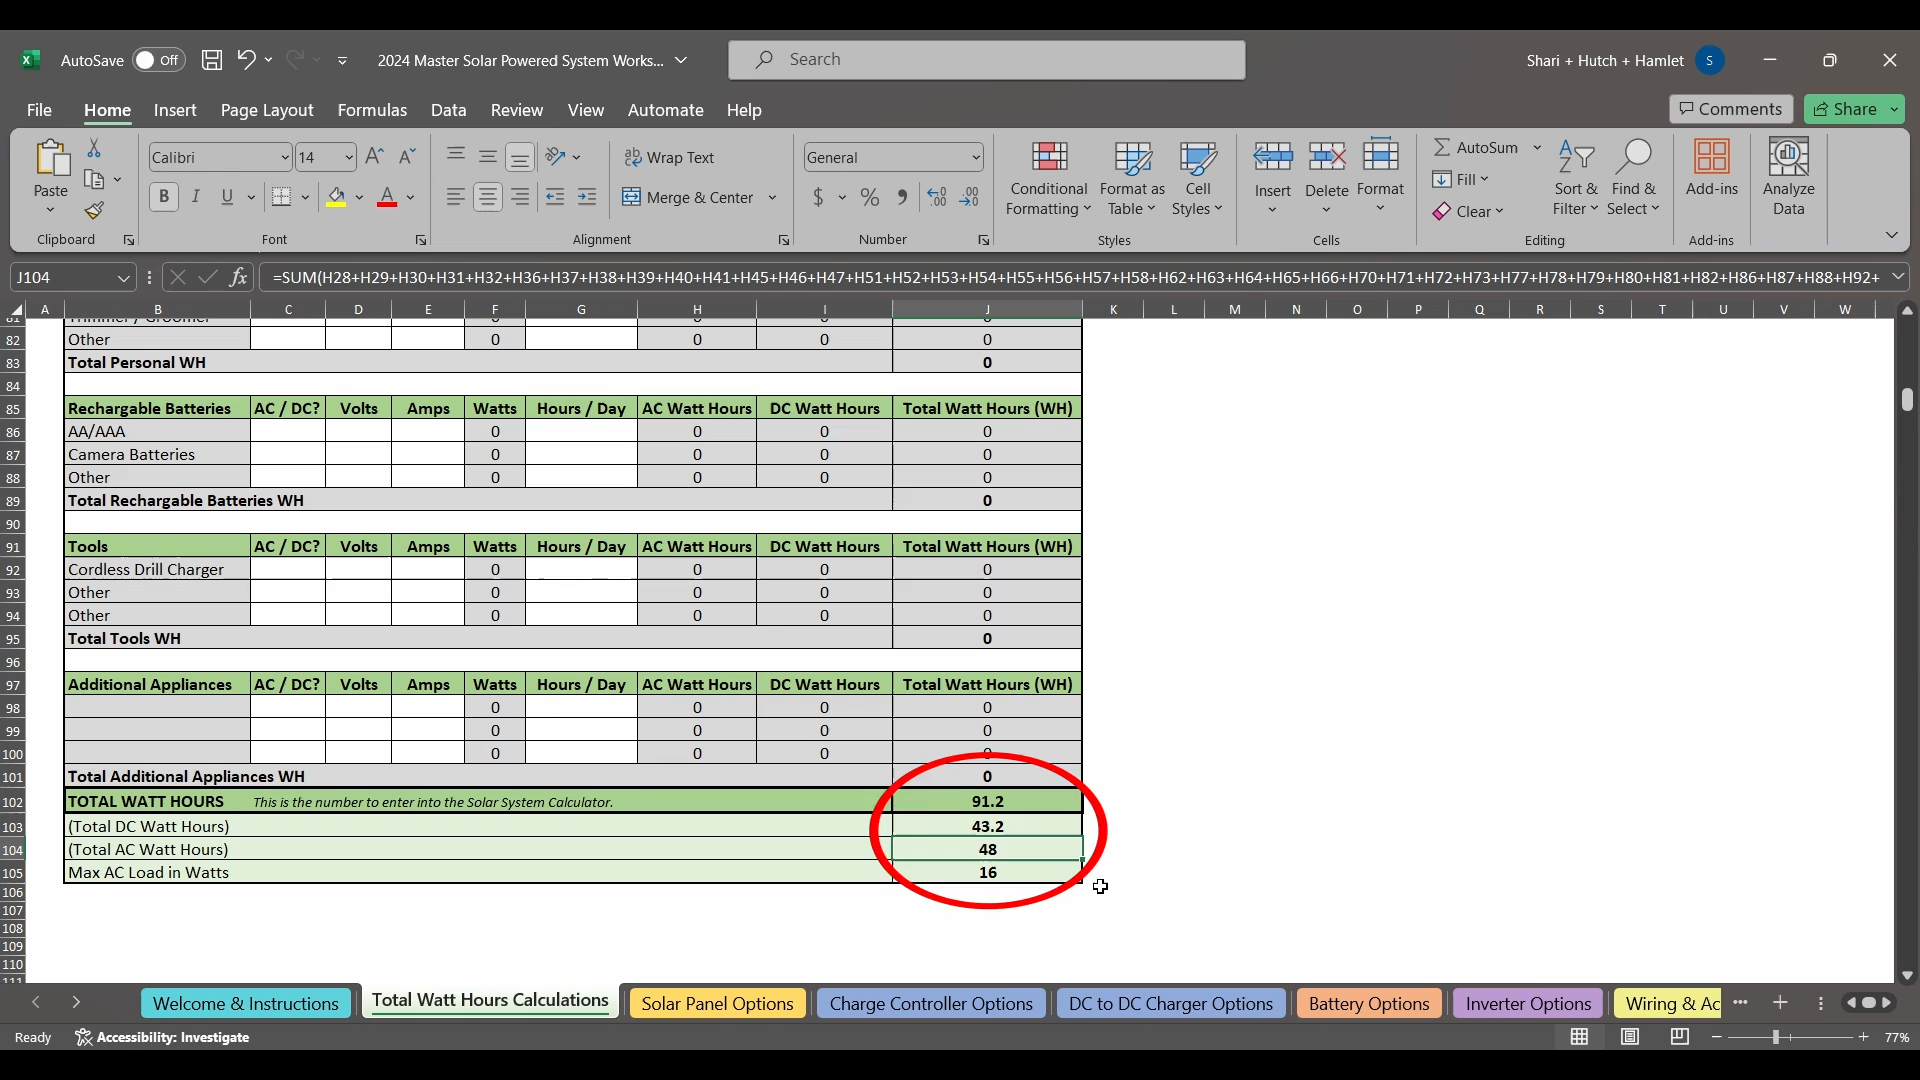 AutoSave Off 2024 Master Solar Powered System Works... Search Shari + Hutch + Hamlet S
File Home Insert Page Layout Formulas Data Review View Automate Help Comments Share
Paste Calibri 14 Wrap Text General Conditional Formatting Format as Table Cell Styles Insert Delete Format AutoSum Fill Clear Sort & Filter Find & Select Add-ins Analyze Data
B I U A Merge & Center $ %
Clipboard Font Alignment Number Styles Cells Editing Add-ins
J104 fx =SUM(H28+H29+H30+H31+H32+H36+H37+H38+H39+H40+H41+H45+H46+H47+H51+H52+H53+H54+H55+H56+H57+H58+H62+H63+H64+H65+H66+H70+H71+H72+H73+H77+H78+H79+H80+H81+H82+H86+H87+H88+H92+
A B C D E F G H I J K L M N O P Q R S T U V W
81 Trimmer / Groomer 0 0 0 0
82 Other 0 0 0 0
83 Total Personal WH 0
84
85 Rechargable Batteries AC / DC? Volts Amps Watts Hours / Day AC Watt Hours DC Watt Hours Total Watt Hours (WH)
86 AA/AAA 0 0 0 0
87 Camera Batteries 0 0 0 0
88 Other 0 0 0 0
89 Total Rechargable Batteries WH 0
90
91 Tools AC / DC? Volts Amps Watts Hours / Day AC Watt Hours DC Watt Hours Total Watt Hours (WH)
92 Cordless Drill Charger 0 0 0 0
93 Other 0 0 0 0
94 Other 0 0 0 0
95 Total Tools WH 0
96
97 Additional Appliances AC / DC? Volts Amps Watts Hours / Day AC Watt Hours DC Watt Hours Total Watt Hours (WH)
98 0 0 0 0
99 0 0 0 0
100 0 0 0 0
101 Total Additional Appliances WH 0
102 TOTAL WATT HOURS This is the number to enter into the Solar System Calculator. 91.2
103 (Total DC Watt Hours) 43.2
104 (Total AC Watt Hours) 48
105 Max AC Load in Watts 16
106
107
108
109
110
111
Welcome & Instructions Total Watt Hours Calculations Solar Panel Options Charge Controller Options DC to DC Charger Options Battery Options Inverter Options Wiring & Ac
Ready Accessibility: Investigate 77%